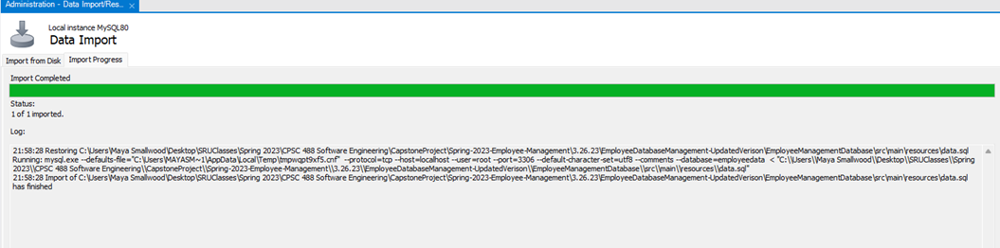 Administration - Data Import/Res...
Local instance MySQL80
Data Import
Import from Disk Import Progress
Import Completed
Status:
1 of 1 imported.
Log:
21:58:28 Restoring C:\Users\Maya Smallwood\Desktop\SRUClasses\Spring 2023\CPSC 488 Software Engineering\CapstoneProject\Spring-2023-Employee-Management\3.26.23\EmployeeDatabaseManagement-UpdatedVerison\EmployeeManagementDatabase\src\main\resources\data.sql
Running: mysql.exe --defaults-file="C:\Users\MAYASM~1\AppData\Local\Temp\tmpwqpt9xf5.cnf" --protocol=tcp --host=localhost --user=root --port=3306 --default-character-set=utf8 --comments --database=employeedata < "C:\\Users\\Maya Smallwood\\Desktop\\SRUClasses\\Spring
2023\\CPSC 488 Software Engineering\\CapstoneProject\\Spring-2023-Employee-Management\\3.26.23\\EmployeeDatabaseManagement-UpdatedVerison\\EmployeeManagementDatabase\\src\\main\\resources\\data.sql"
21:58:28 Import of C:\Users\Maya Smallwood\Desktop\SRUClasses\Spring 2023\CPSC 488 Software Engineering\CapstoneProject\Spring-2023-Employee-Management\3.26.23\EmployeeDatabaseManagement-UpdatedVerison\EmployeeManagementDatabase\src\main\resources\data.sql
has finished